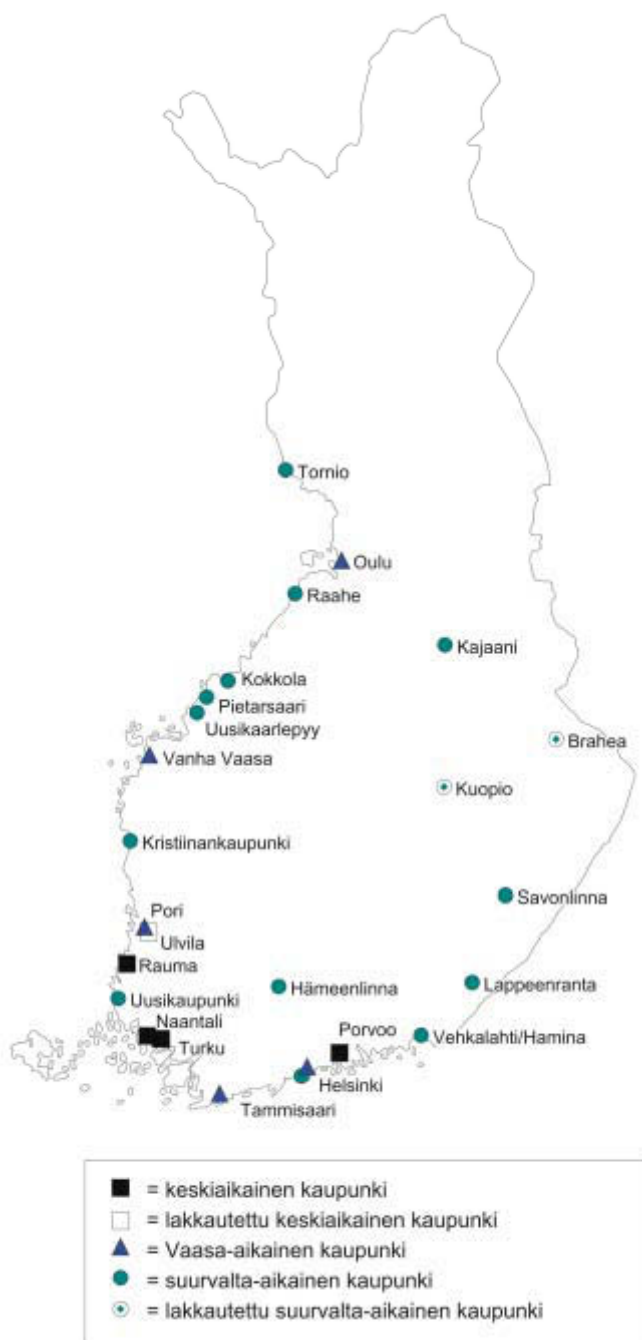 Tornio
Oulu
Raahe
Kajaani
Kokkola
Pietarsaari
Uusikaarlepyy
Brahea
Vanha Vaasa
Kuopio
Kristiinankaupunki
Savonlinna
Pori
Ulvila
Rauma
Lappeenranta
Hämeenlinna
Uusikaupunki
Naantali
Porvoo
Vehkalahti/Hamina
Turku
Helsinki
Tammisaari
= keskiaikainen kaupunki
= lakkautettu keskiaikainen kaupunki
= Vaasa-aikainen kaupunki
= suurvalta-aikainen kaupunki
= lakkautettu suurvalta-aikainen kaupunki